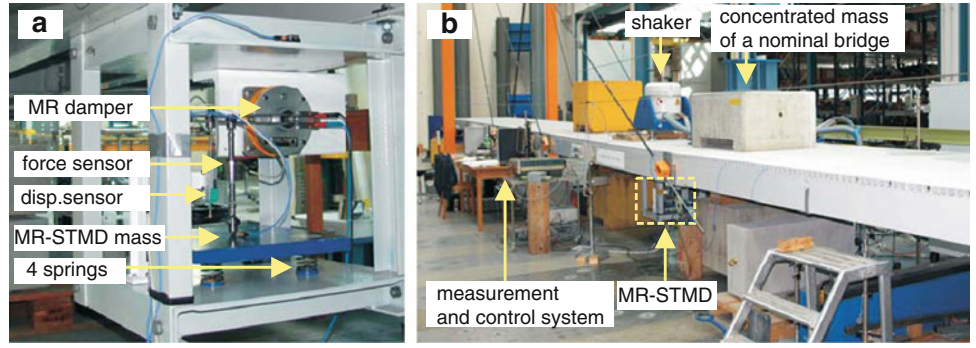 a
MR damper
force sensor
disp.sensor
MR-STMD mass
4 springs
b
shaker
concentrated mass
of a nominal bridge
measurement
and control system
MR-STMD